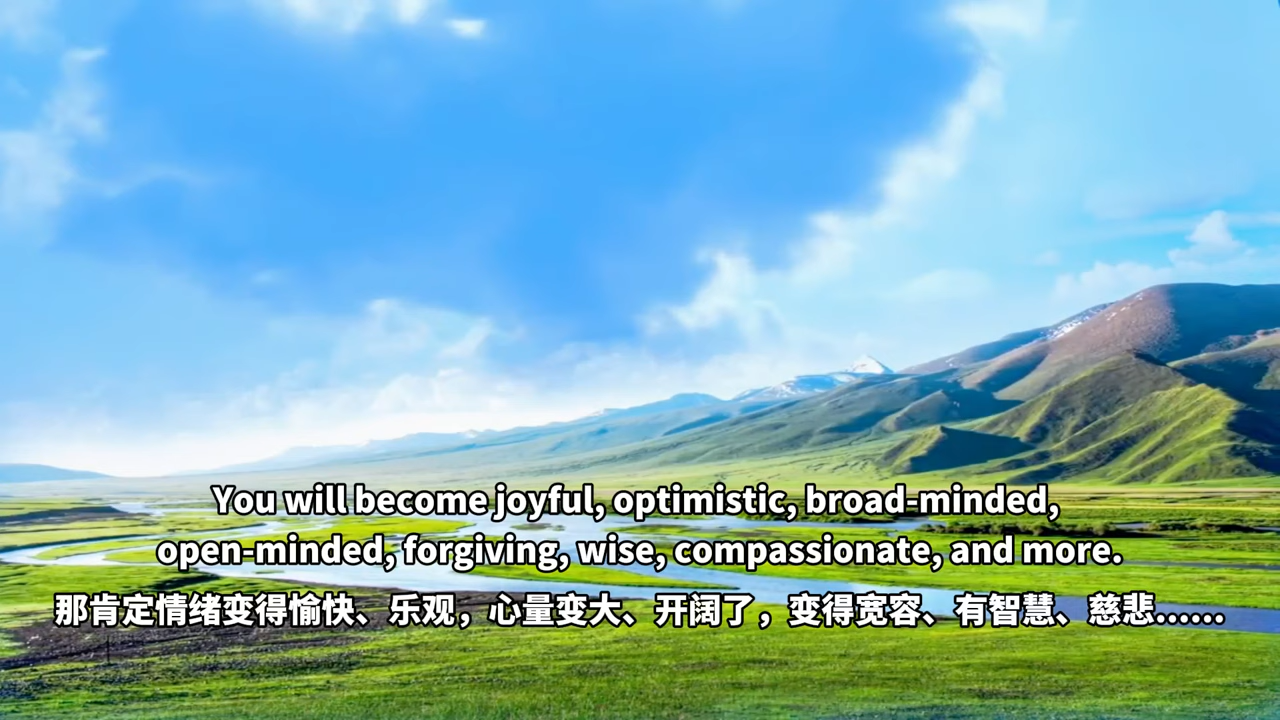 You will become joyful, optimistic, broad-minded,
open-minded, forgiving, wise, compassionate, and more.
那肯定情绪变得愉快、乐观，心量变大、开阔了，变得宽容、有智慧、慈悲......